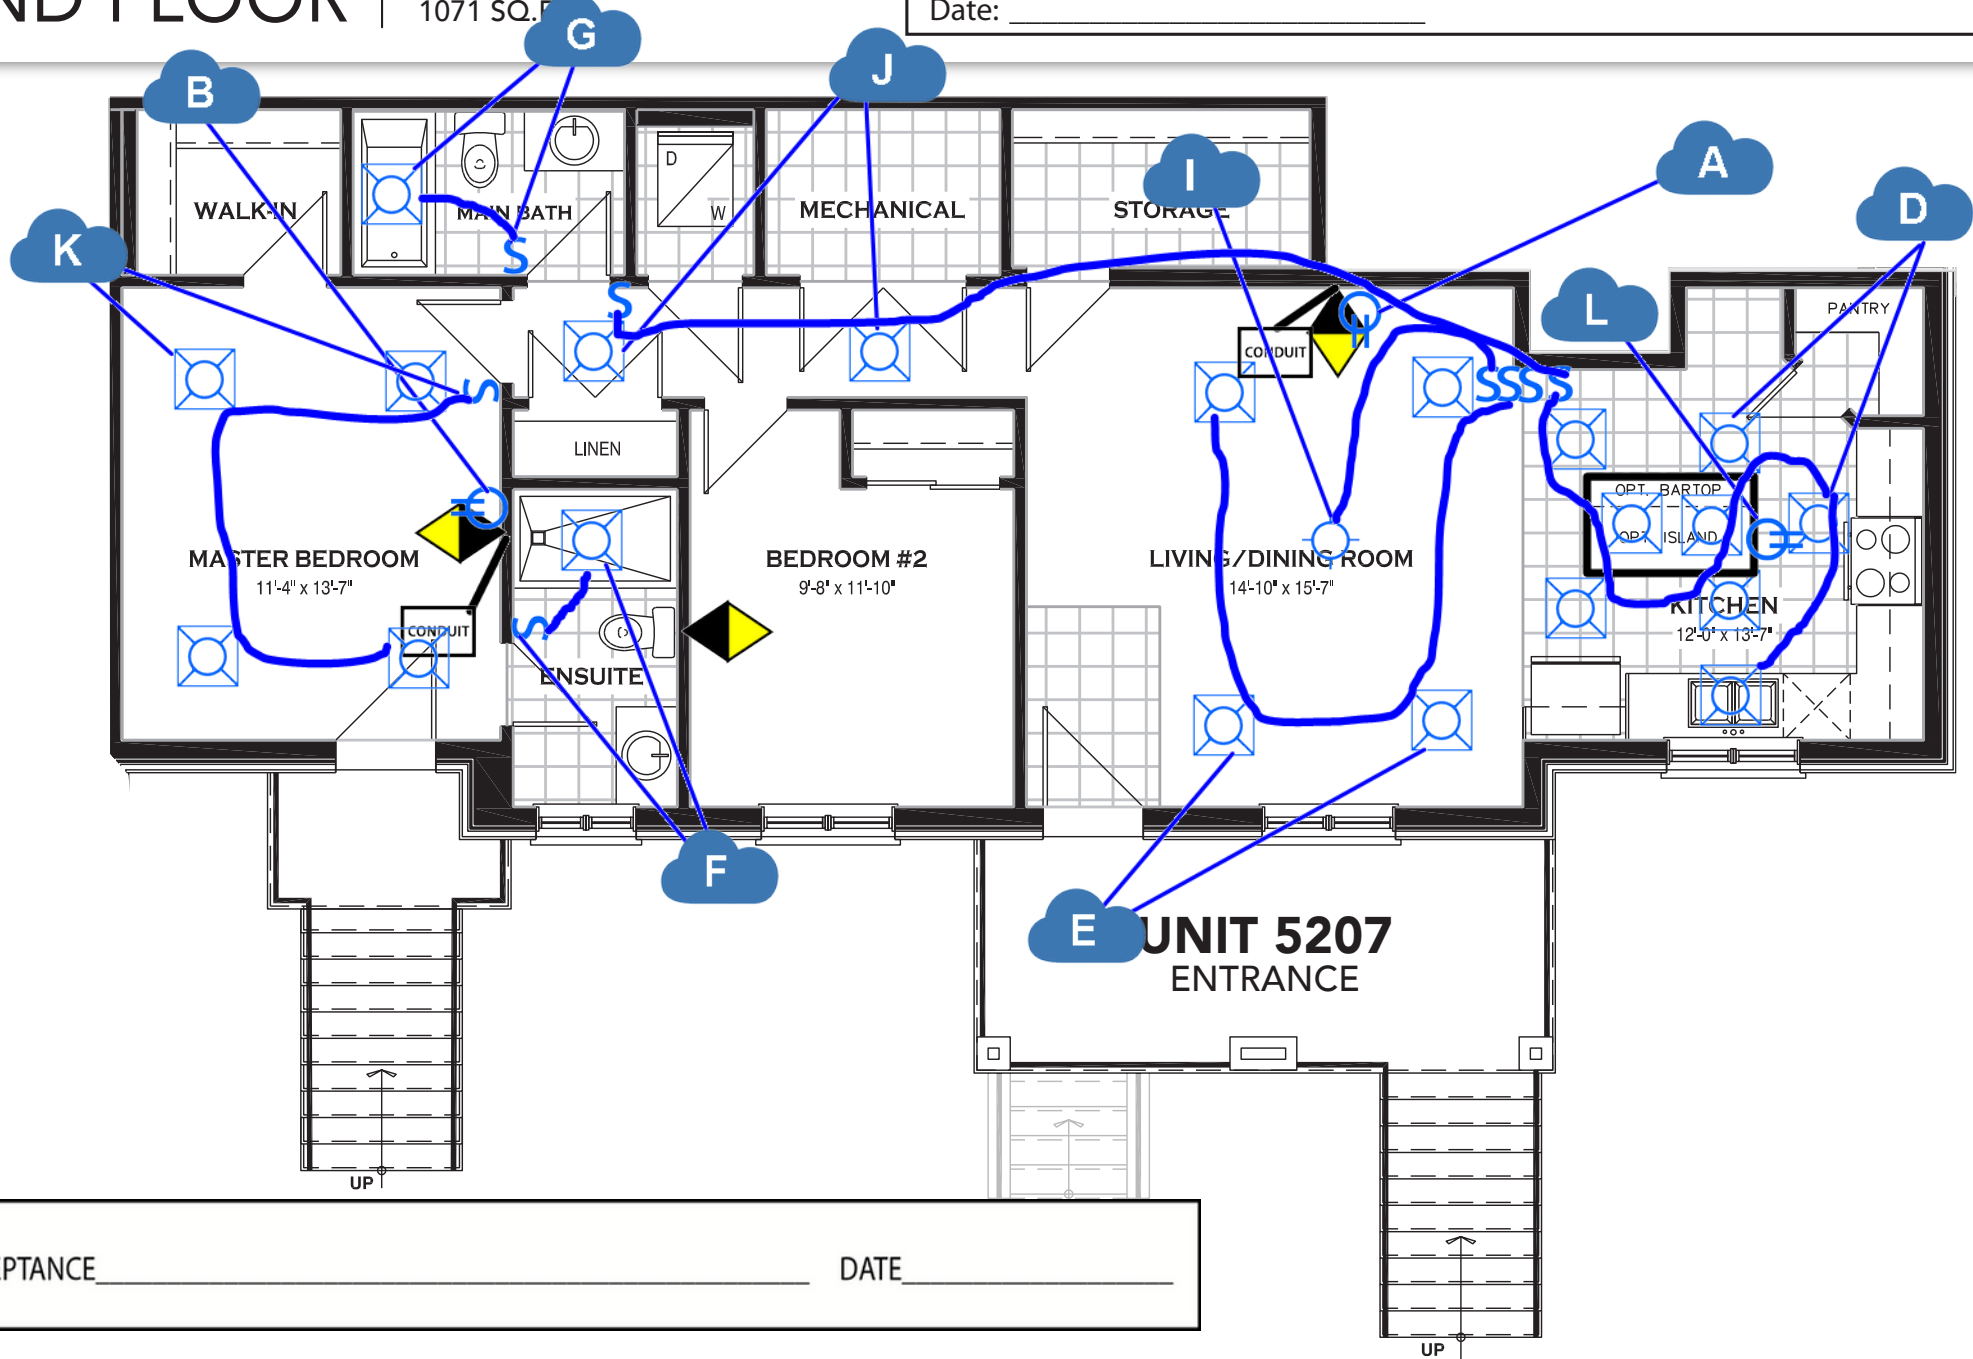 1071 SQ.F
Date:
G
B
J
I
A
D
K
L
WALK-IN
MAIN BATH
D
W
MECHANICAL
STORAGE
PANTRY
S
S
CONDUIT
S
SSSS
LINEN
OPT. BARTOP
OPT. ISLAND
MASTER BEDROOM
11'-4" x 13'-7"
BEDROOM #2
9'-8" x 11'-10"
LIVING/DINING ROOM
14'-10" x 15'-7"
KITCHEN
12'-0" x 13'-7"
CONDUIT
S
ENSUITE
F
E
UNIT 5207
ENTRANCE
UP
DATE
UP